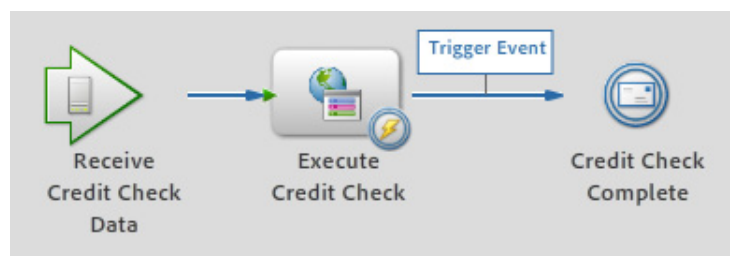 Trigger Event
Receive
Credit Check
Data
Execute
Credit Check
Credit Check
Complete